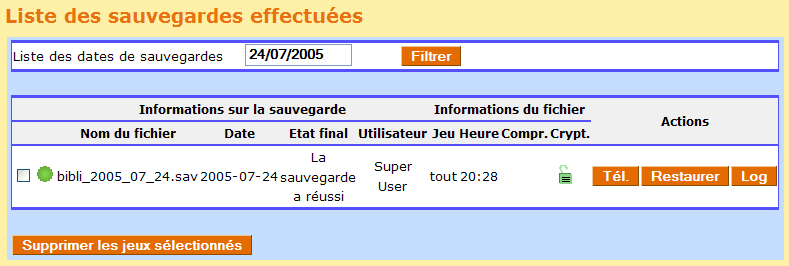 Liste des sauvegardes effectuées
Liste des dates de sauvegardes 24/07/2005 Filtrer
Informations sur la sauvegarde Informations du fichier Actions
Nom du fichier Date Etat final Utilisateur Jeu Heure Compr. Crypt.
bibli_2005_07_24.sav 2005-07-24 La sauvegarde a réussi Super User tout 20:28 Tél. Restaurer Log
Supprimer les jeux sélectionnés